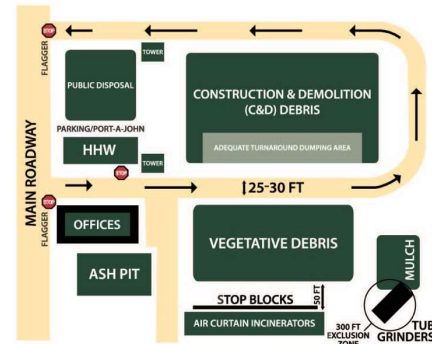 STOP
FLAGGER
TOWER
PUBLIC DISPOSAL
CONSTRUCTION & DEMOLITION
(C&D) DEBRIS
ADEQUATE TURNAROUND DUMPING AREA
PARKING/PORT-A-JOHN
HHW
TOWER
STOP
MAIN ROADWAY
25-30 FT
STOP
FLAGGER
OFFICES
VEGETATIVE DEBRIS
ASH PIT
MULCH
50 FT
STOP BLOCKS
AIR CURTAIN INCINERATORS
300 FT
EXCLUSION
ZONE
TUB
GRINDERS